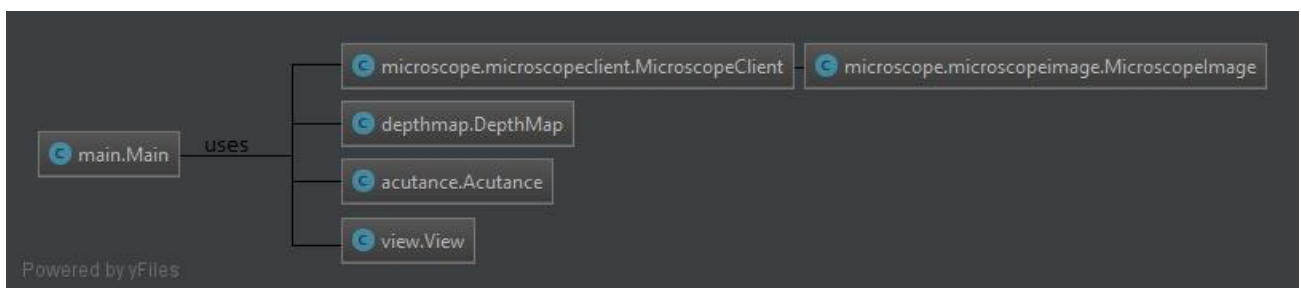 C microscope.microscopeclient.MicroscopeClient
C microscope.microscopeimage.MicroscopeImage
C depthmap.DepthMap
C main.Main
uses
C acutance.Acutance
C view.View
Powered by yFiles